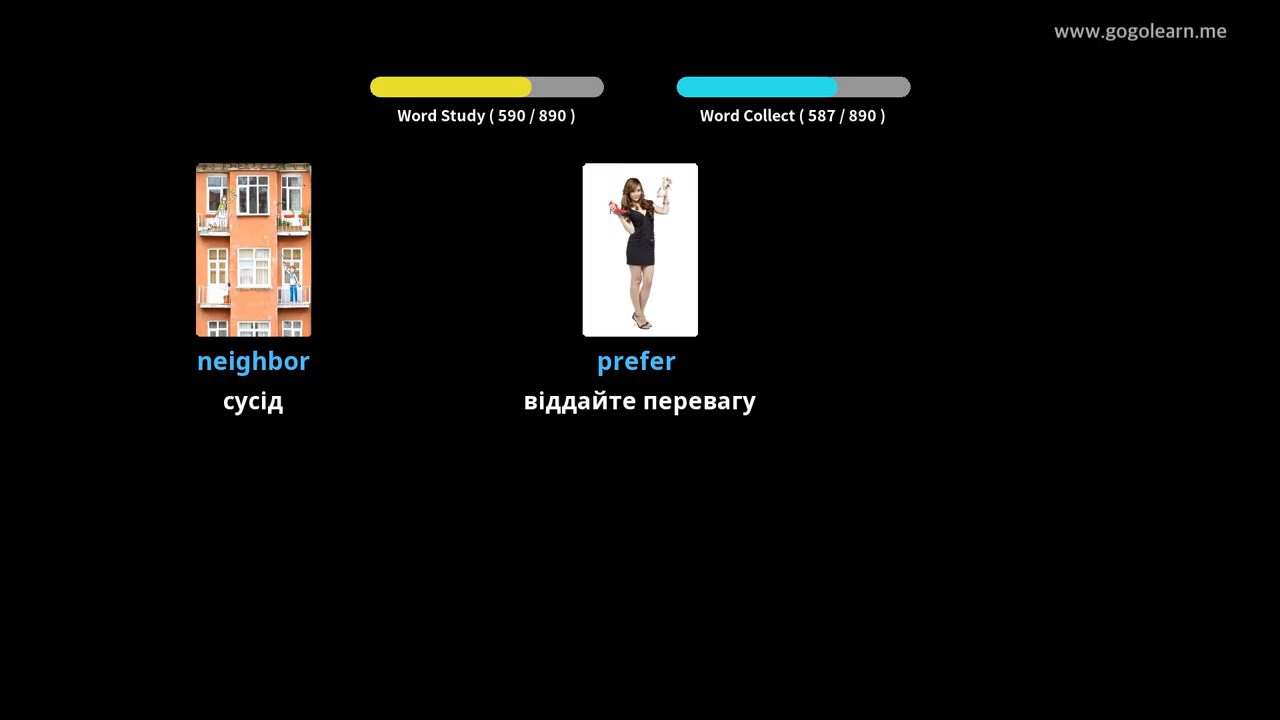 www.gogolearn.me
Word Study ( 590 / 890 )
Word Collect ( 587 / 890 )
neighbor
prefer
сусід
віддайте перевагу